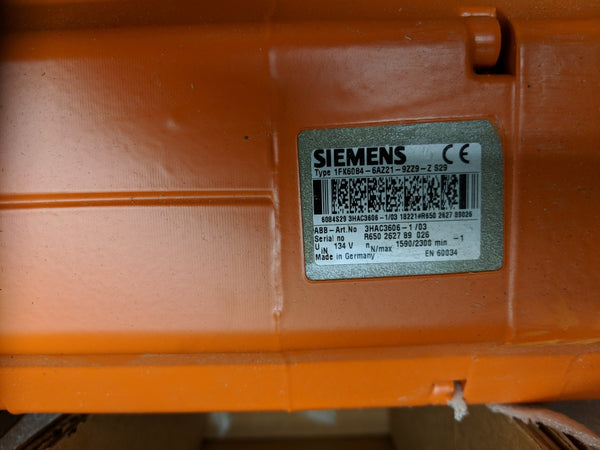 SIEMENS CE
Type 1FK6084-6AZ21-9ZZ9-Z S29
6084S29 3HAC3606-1/03 18221#R650 2627 89026
ABB-Art.No 3HAC3606-1/03
Serial no R650 2627 89 026
U IN 134 V n N/max 1590/2300 min -1
Made in Germany EN 60034